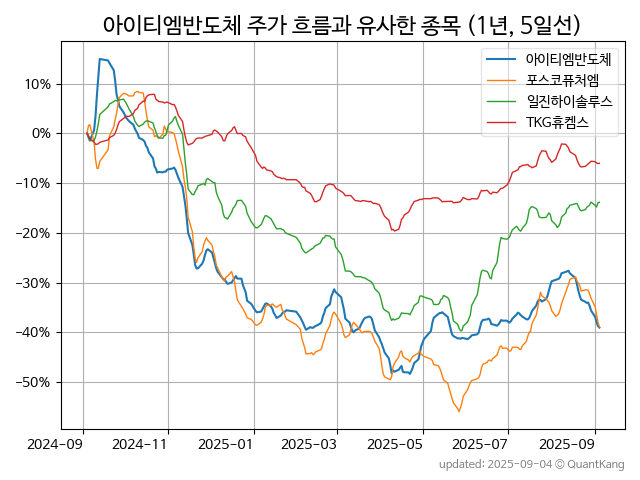 아이티엠반도체 주가 흐름과 유사한 종목 (1년, 5일선)
아이티엠반도체
포스코퓨처엠
일진하이솔루스
TKG휴켐스
10%
0%
−10%
−20%
−30%
−40%
−50%
2024-09
2024-11
2025-01
2025-03
2025-05
2025-07
2025-09
updated: 2025-09-04 © QuantKang